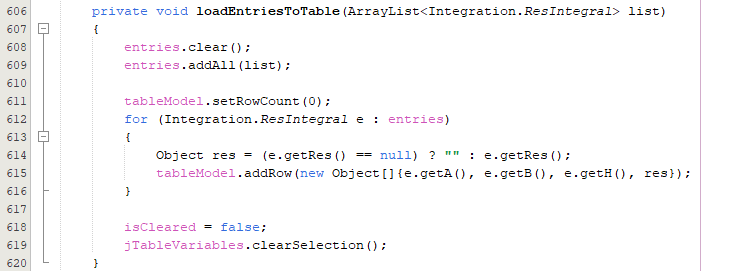 606 private void loadEntriesToTable(ArrayList<Integration.ResIntegral> list)
607 {
608 entries.clear();
609 entries.addAll(list);
610
611 tableModel.setRowCount(0);
612 for (Integration.ResIntegral e : entries)
613 {
614 Object res = (e.getRes() == null) ? "" : e.getRes();
615 tableModel.addRow(new Object[]{e.getA(), e.getB(), e.getH(), res});
616 }
617
618 isCleared = false;
619 jTableVariables.clearSelection();
620 }